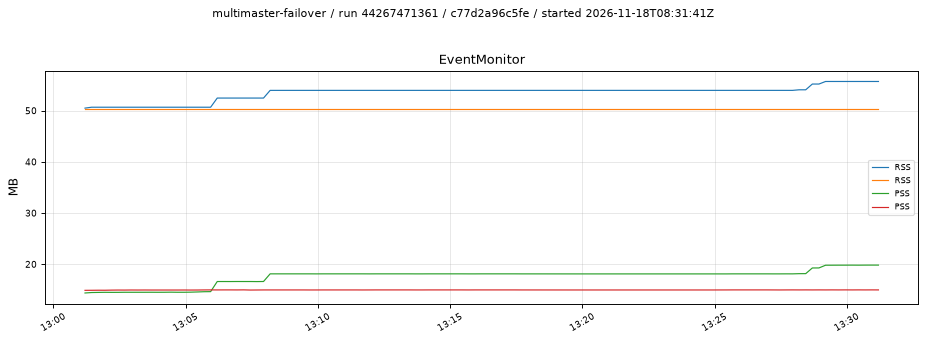 multimaster-failover / run 44267471361 / c77d2a96c5fe / started 2026-11-18T08:31:41Z
EventMonitor
MB
50
40
30
20
RSS
RSS
PSS
PSS
13:00
13:05
13:10
13:15
13:20
13:25
13:30